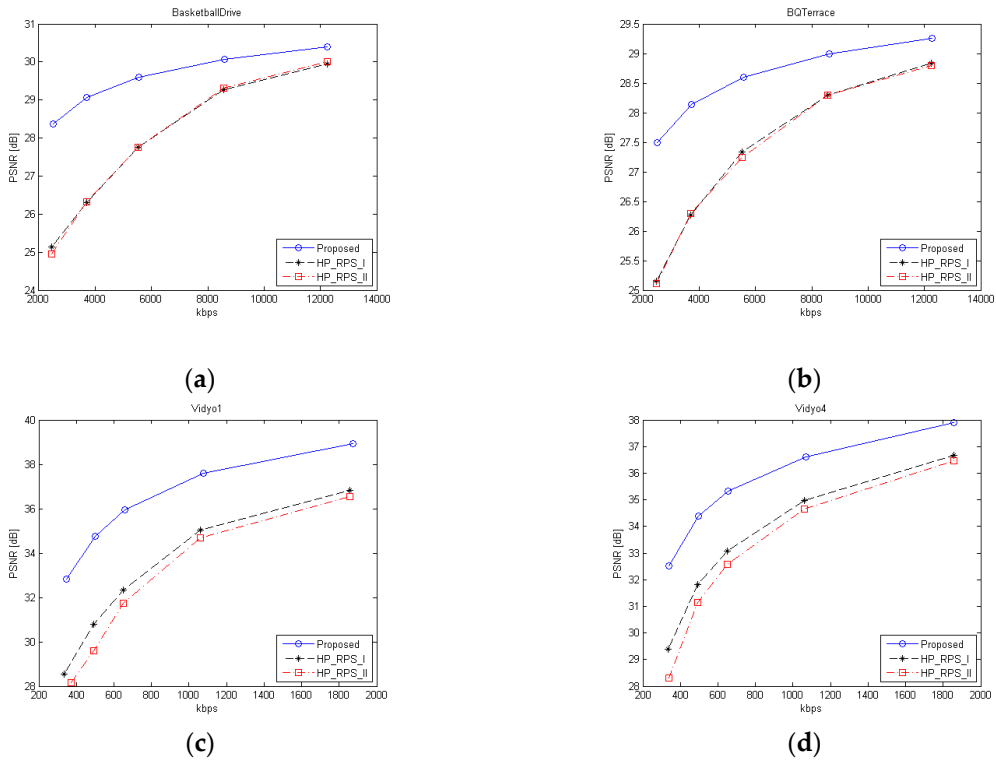 BasketballDrive
31
30
29
28
27
26
25
24
PSNR [dB]
2000 4000 6000 8000 10000 12000 14000
kbps
Proposed
HP_RPS_I
HP_RPS_II
(a)
BQTerrace
29.5
29
28.5
28
27.5
27
26.5
26
25.5
25
PSNR [dB]
2000 4000 6000 8000 10000 12000 14000
kbps
Proposed
HP_RPS_I
HP_RPS_II
(b)
Vidyo1
40
38
36
34
32
30
28
PSNR [dB]
200 400 600 800 1000 1200 1400 1600 1800 2000
kbps
Proposed
HP_RPS_I
HP_RPS_II
(c)
Vidyo4
38
37
36
35
34
33
32
31
30
29
28
PSNR [dB]
200 400 600 800 1000 1200 1400 1600 1800 2000
kbps
Proposed
HP_RPS_I
HP_RPS_II
(d)